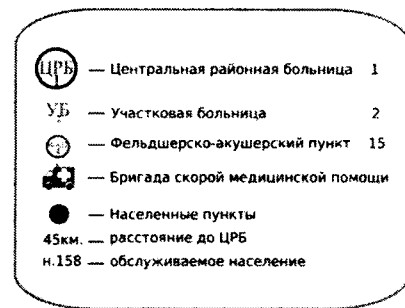 ЦРБ — Центральная районная больница 1
УБ — Участковая больница 2
— Фельдшерско-акушерский пункт 15
— Бригада скорой медицинской помощи
— Населенные пункты
45км. — расстояние до ЦРБ
н.158 — обслуживаемое население